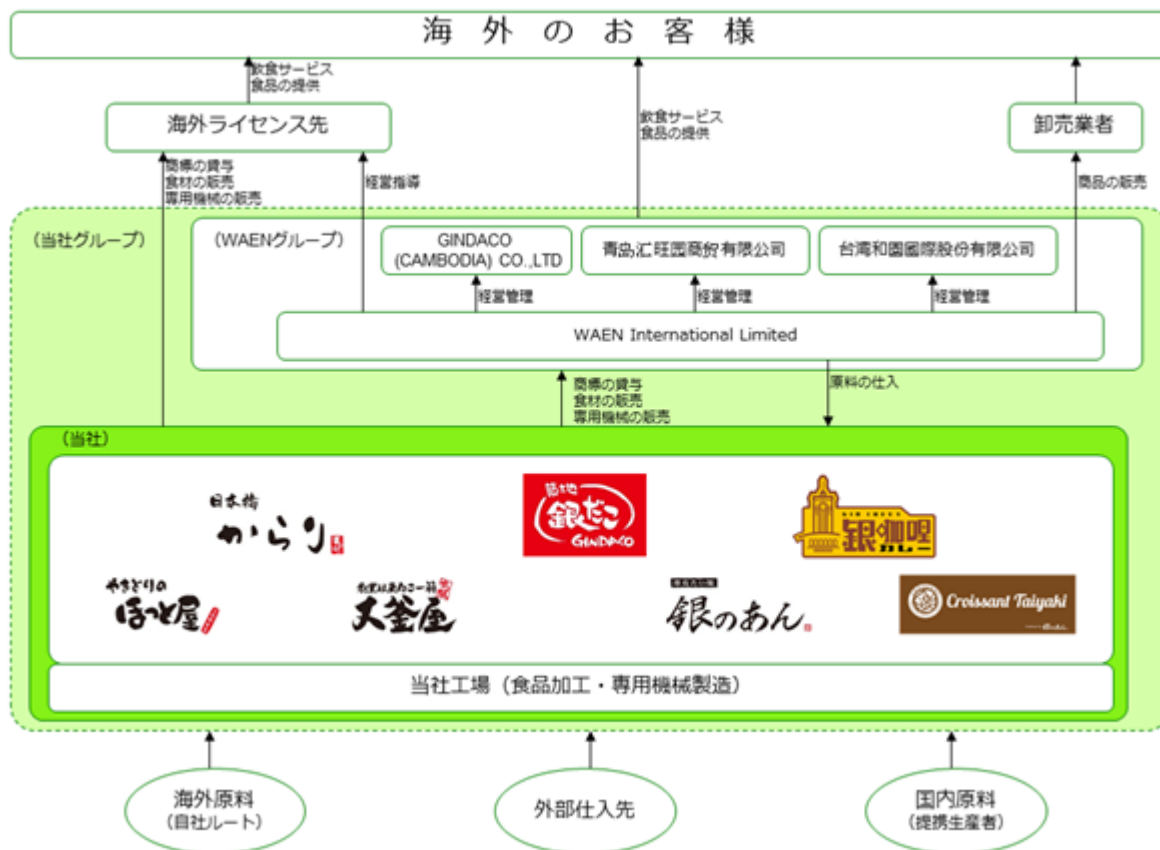 海外のお客様
飲食サービス
食品の提供
海外ライセンス先
飲食サービス
食品の提供
卸売業者
商標の貸与
食材の販売
専用機械の販売
経営指導
商品の販売
(当社グループ)
(WAENグループ)
GINDACO
(CAMBODIA) CO.,LTD
青岛汇旺园商贸有限公司
台湾和園國際股份有限公司
経営管理
経営管理
経営管理
WAEN International Limited
商標の貸与
食材の販売
専用機械の販売
原料の仕入
(当社)
日本橋
からり
築地
銀だこ
GINDACO
銀咖喱
カレー
やきとりの
ほっと屋
大釜屋
銀のあん
Croissant Taiyaki
当社工場(食品加工・専用機械製造)
海外原料
(自社ルート)
外部仕入先
国内原料
(提携生産者)